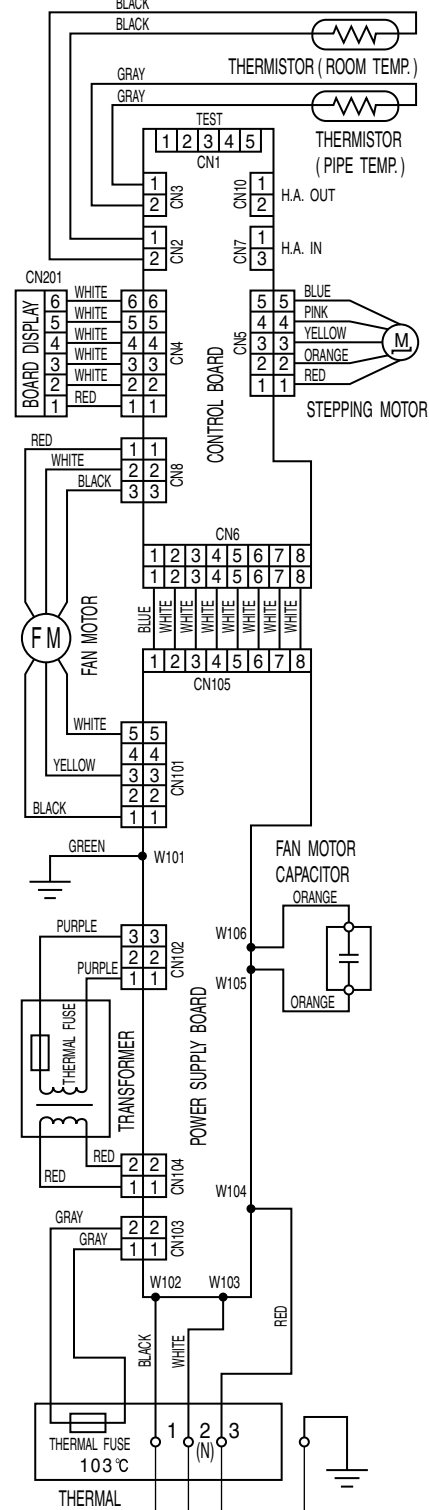 BLACK
BLACK
THERMISTOR ( ROOM TEMP. )
GRAY
GRAY
THERMISTOR
( PIPE TEMP. )
TEST
1 2 3 4 5
CN1
1
2
CN3
CN10
1
2
H.A. OUT
1
2
CN2
CN7
1
3
H.A. IN
CN201
BOARD DISPLAY
6 WHITE 6 6
5 WHITE 5 5
4 WHITE 4 4
3 WHITE 3 3
2 WHITE 2 2
1 RED 1 1
CN4
CONTROL BOARD
CN5
5 5 BLUE
4 4 PINK
3 3 YELLOW
2 2 ORANGE
1 1 RED
M
STEPPING MOTOR
RED 1 1
WHITE 2 2
BLACK 3 3
CN8
CN6
1 2 3 4 5 6 7 8
1 2 3 4 5 6 7 8
BLUE WHITE WHITE WHITE WHITE WHITE WHITE WHITE
1 2 3 4 5 6 7 8
CN105
FM
FAN MOTOR
WHITE 5 5
4 4
YELLOW 3 3
2 2
BLACK 1 1
CN101
GREEN
W101
FAN MOTOR
CAPACITOR
ORANGE
W106
W105
ORANGE
PURPLE 3 3
2 2
PURPLE 1 1
CN102
THERMAL FUSE
TRANSFORMER
POWER SUPPLY BOARD
RED 2 2
RED 1 1
CN104
W104
GRAY 2 2
GRAY 1 1
CN103
W102
W103
BLACK
WHITE
RED
THERMAL FUSE
103°C
1 2 3
(N)
THERMAL